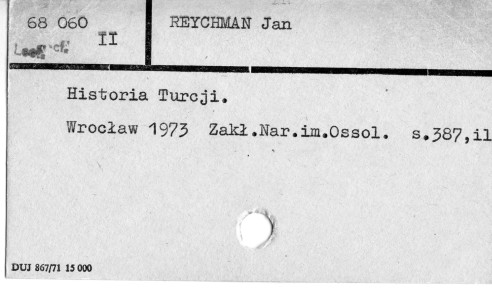 68 060
II
REYCHMAN Jan
Historia Turcji.
Wrocław 1973 Zakł.Nar.im.Ossol. s.387,il
DUJ 867/71 15 000